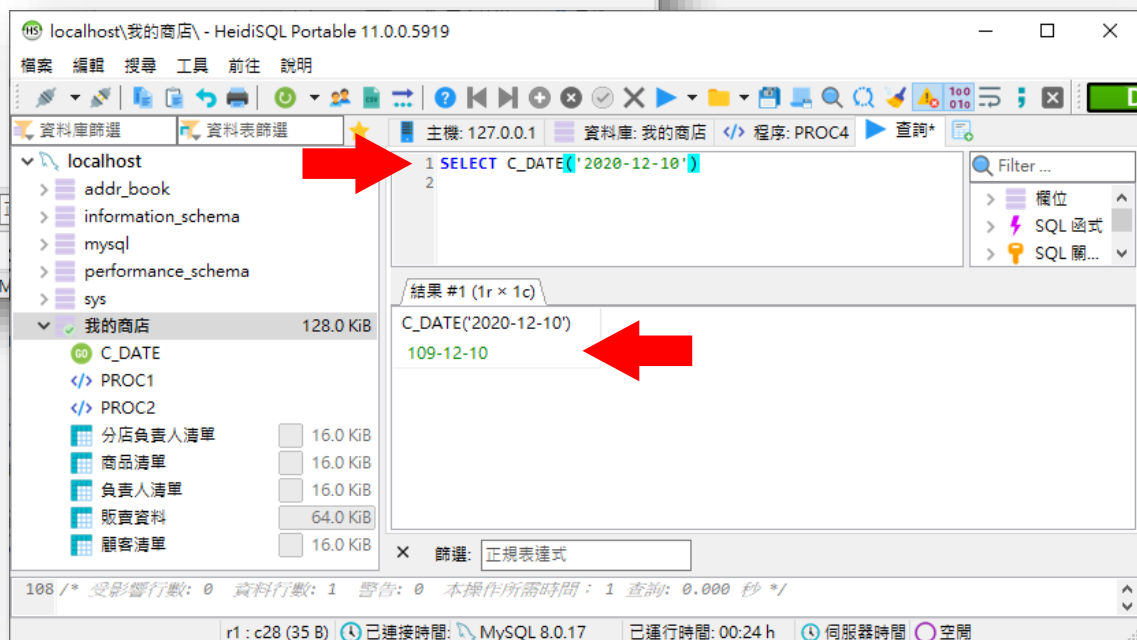 localhost\我的商店\ - HeidiSQL Portable 11.0.0.5919
檔案 編輯 搜尋 工具 前往 說明
資料庫篩選 資料表篩選
主機: 127.0.0.1 資料庫: 我的商店 程序: PROC4 查詢*
localhost
addr_book
information_schema
mysql
performance_schema
sys
我的商店 128.0 KiB
C_DATE
PROC1
PROC2
分店負責人清單 16.0 KiB
商品清單 16.0 KiB
負責人清單 16.0 KiB
販賣資料 64.0 KiB
顧客清單 16.0 KiB
1 SELECT C_DATE('2020-12-10')
2
Filter ...
欄位
SQL 函式
SQL 關...
結果 #1 (1r × 1c)
C_DATE('2020-12-10')
109-12-10
篩選: 正規表達式
108 /* 受影響行數: 0 資料行數: 1 警告: 0 本操作所需時間: 1 查詢: 0.000 秒 */
r1 : c28 (35 B) 已連接時間: MySQL 8.0.17 已運行時間: 00:24 h 伺服器時間 空閒